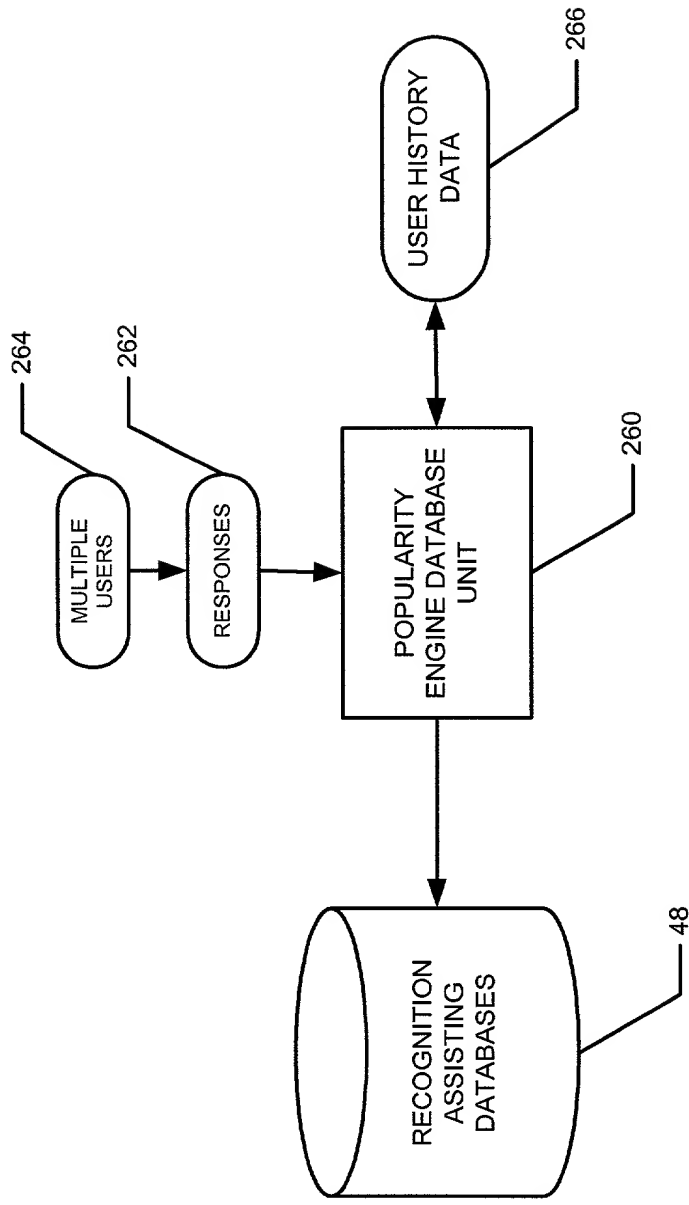 264
MULTIPLE
USERS
262
RESPONSES
RECOGNITION
ASSISTING
DATABASES
48
POPULARITY
ENGINE DATABASE
UNIT
260
USER HISTORY
DATA
266